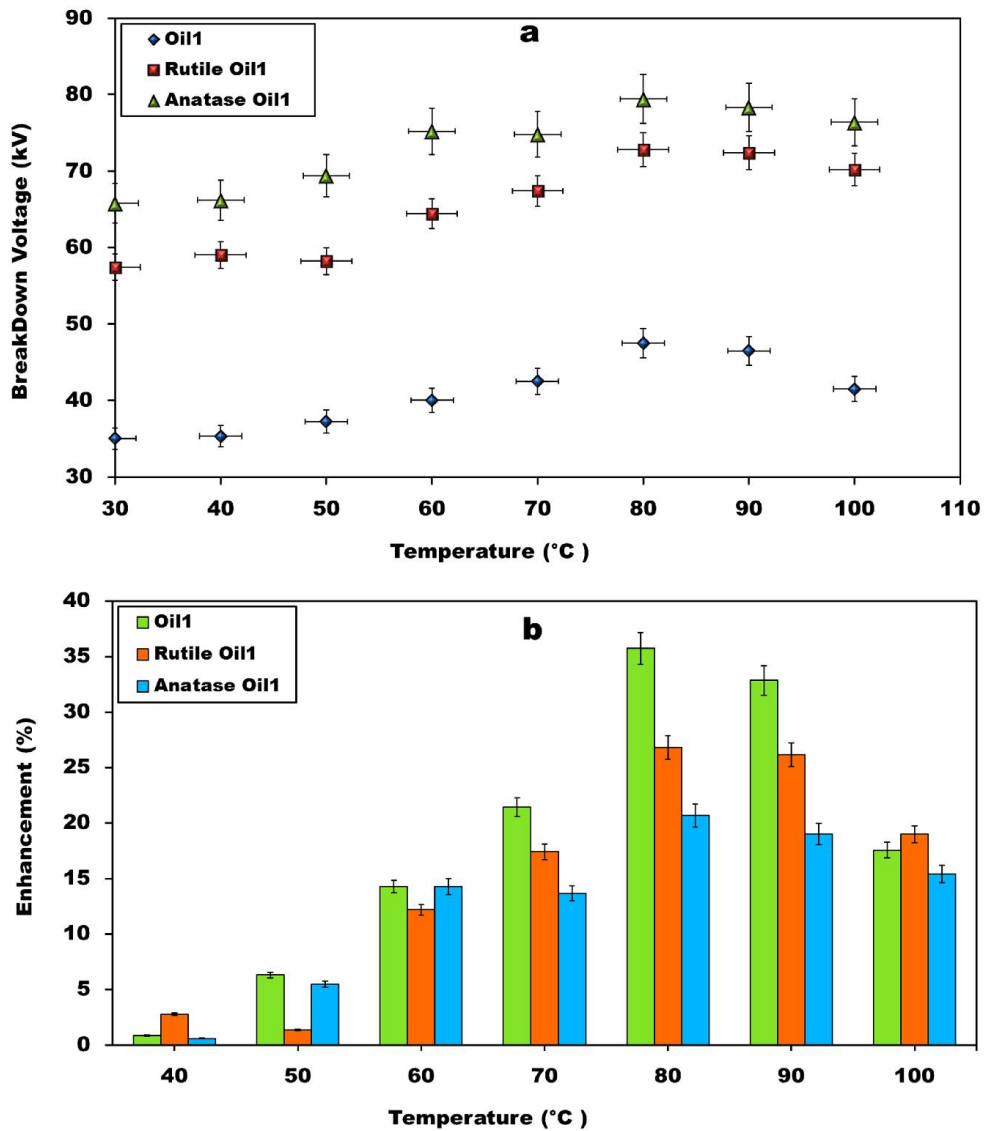 a
Oil1
Rutile Oil1
Anatase Oil1
BreakDown Voltage (kV)
90
80
70
60
50
40
30
30 40 50 60 70 80 90 100 110
Temperature (°C )
b
Oil1
Rutile Oil1
Anatase Oil1
Enhancement (%)
40
35
30
25
20
15
10
5
0
40 50 60 70 80 90 100
Temperature (°C )